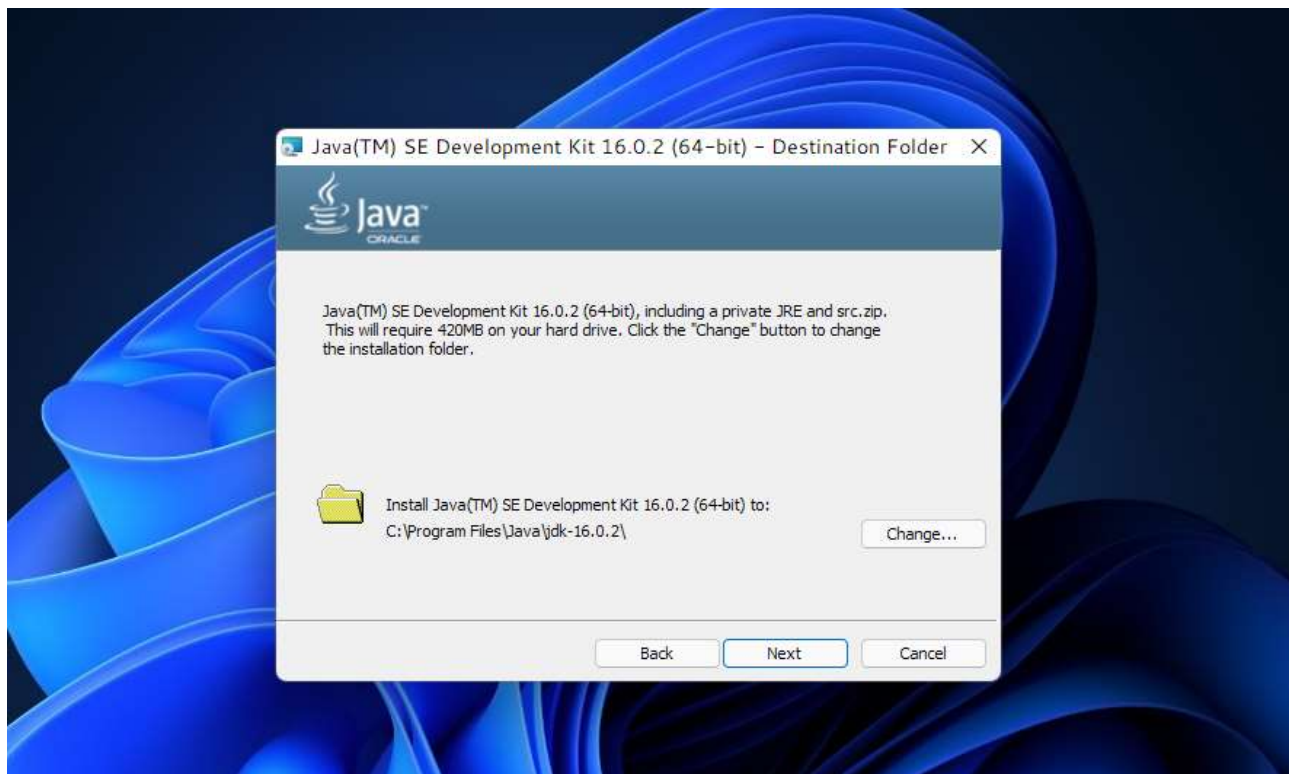 Java(TM) SE Development Kit 16.0.2 (64-bit) - Destination Folder
Java™
ORACLE
Java(TM) SE Development Kit 16.0.2 (64-bit), including a private JRE and src.zip.
This will require 420MB on your hard drive. Click the "Change" button to change
the installation folder.
Install Java(TM) SE Development Kit 16.0.2 (64-bit) to:
C:\Program Files\Java\jdk-16.0.2\
Change...
Back
Next
Cancel